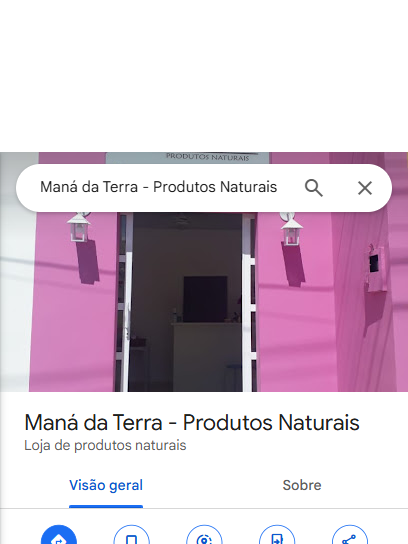 PRODUTOS NATURAIS
Maná da Terra - Produtos Naturais
Maná da Terra - Produtos Naturais
Loja de produtos naturais
Visão geral
Sobre